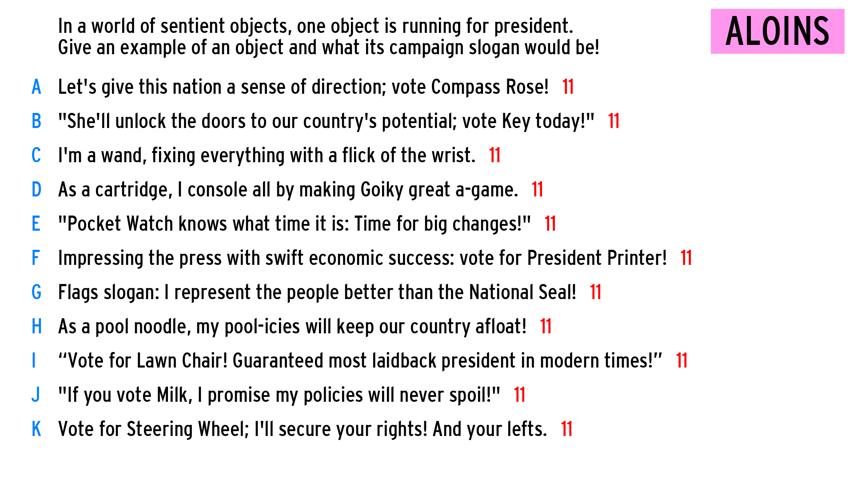 In a world of sentient objects, one object is running for president.
Give an example of an object and what its campaign slogan would be!
ALOINS
A Let's give this nation a sense of direction; vote Compass Rose! 11
B "She'll unlock the doors to our country's potential; vote Key today!" 11
C I'm a wand, fixing everything with a flick of the wrist. 11
D As a cartridge, I console all by making Goiky great a-game. 11
E "Pocket Watch knows what time it is: Time for big changes!" 11
F Impressing the press with swift economic success: vote for President Printer! 11
G Flags slogan: I represent the people better than the National Seal! 11
H As a pool noodle, my pool-icies will keep our country afloat! 11
I “Vote for Lawn Chair! Guaranteed most laidback president in modern times!” 11
J "If you vote Milk, I promise my policies will never spoil!" 11
K Vote for Steering Wheel; I'll secure your rights! And your lefts. 11